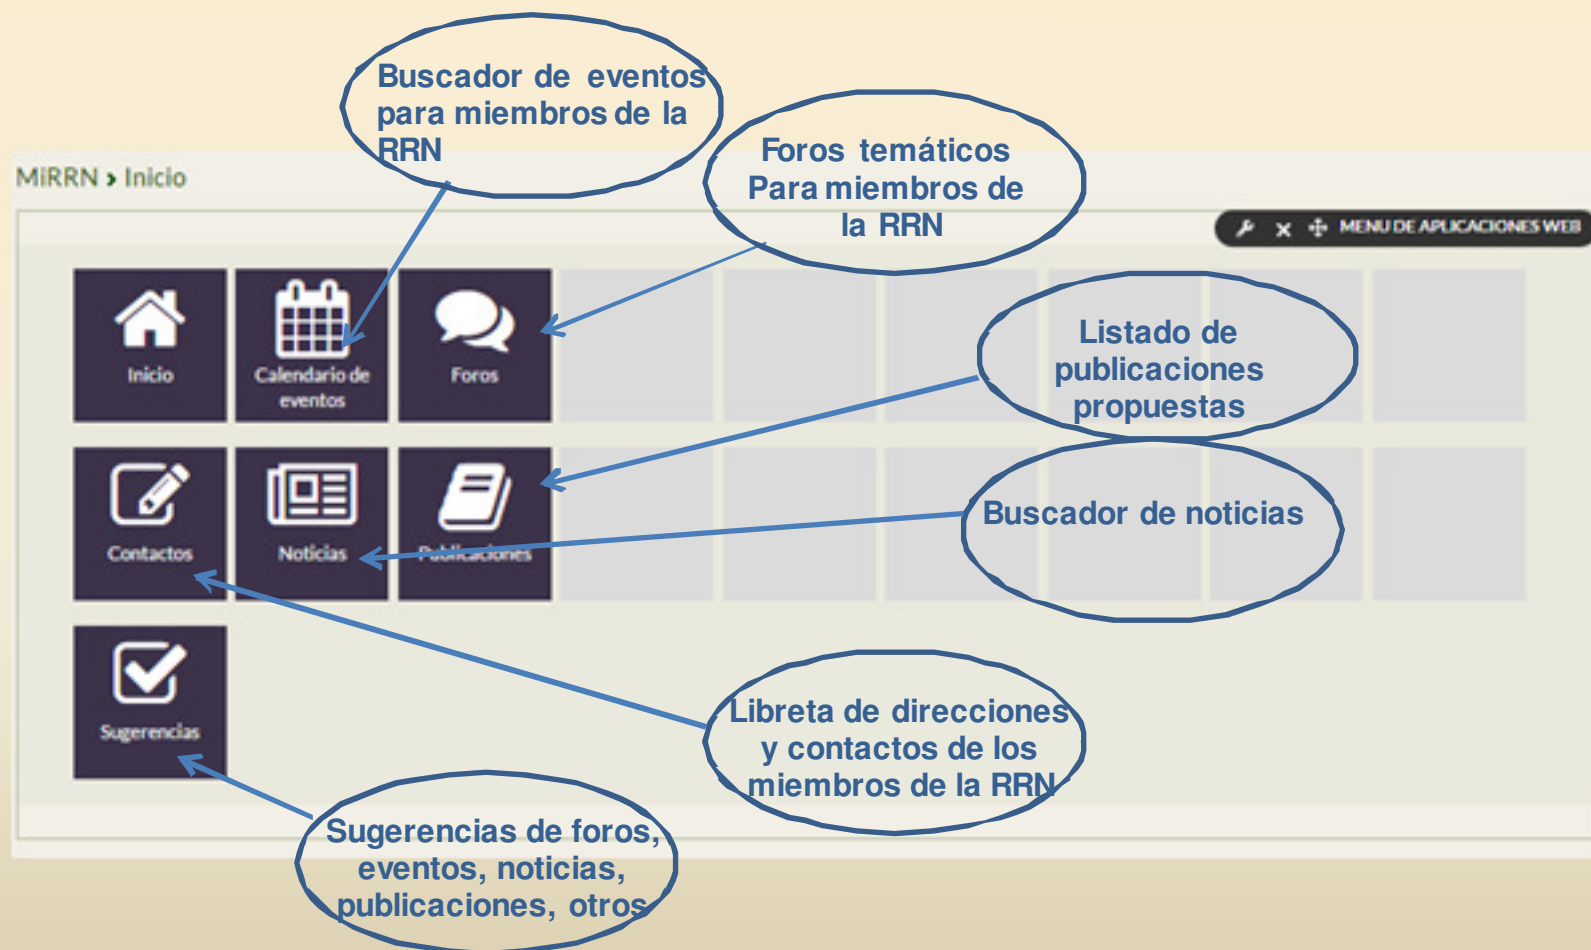 Buscador de eventos
para miembros de la
RRN
Foros temáticos
Para miembros de
la RRN
MiRRN > Inicio
MENU DE APLICACIONES WEB
Inicio
Calendario de
eventos
Foros
Listado de
publicaciones
propuestas
Contactos
Noticias
Publicaciones
Buscador de noticias
Sugerencias
Libreta de direcciones
y contactos de los
miembros de la RRN
Sugerencias de foros,
eventos, noticias,
publicaciones, otros